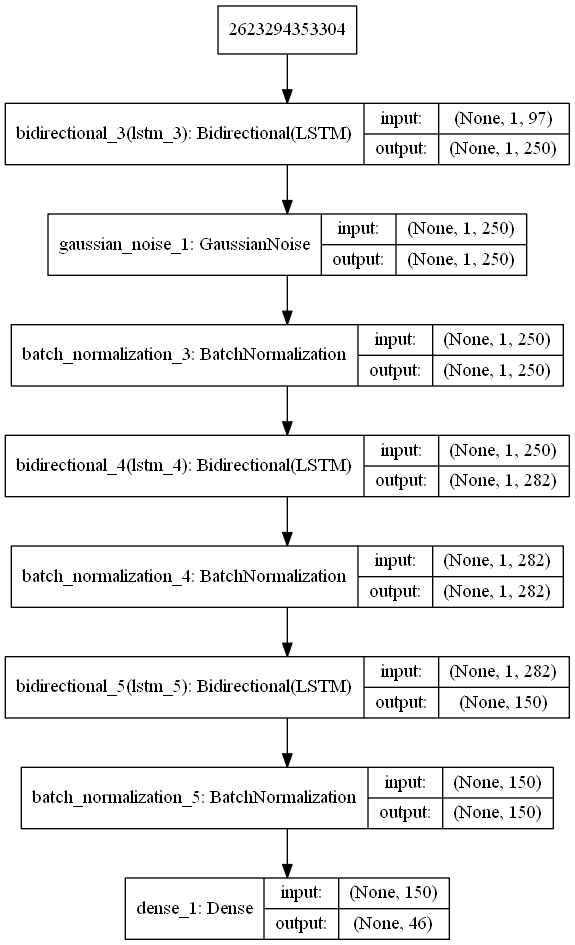 2623294353304
bidirectional_3(lstm_3): Bidirectional(LSTM)
input: (None, 1, 97)
output: (None, 1, 250)
gaussian_noise_1: GaussianNoise
input: (None, 1, 250)
output: (None, 1, 250)
batch_normalization_3: BatchNormalization
input: (None, 1, 250)
output: (None, 1, 250)
bidirectional_4(lstm_4): Bidirectional(LSTM)
input: (None, 1, 250)
output: (None, 1, 282)
batch_normalization_4: BatchNormalization
input: (None, 1, 282)
output: (None, 1, 282)
bidirectional_5(lstm_5): Bidirectional(LSTM)
input: (None, 1, 282)
output: (None, 150)
batch_normalization_5: BatchNormalization
input: (None, 150)
output: (None, 150)
dense_1: Dense
input: (None, 150)
output: (None, 46)